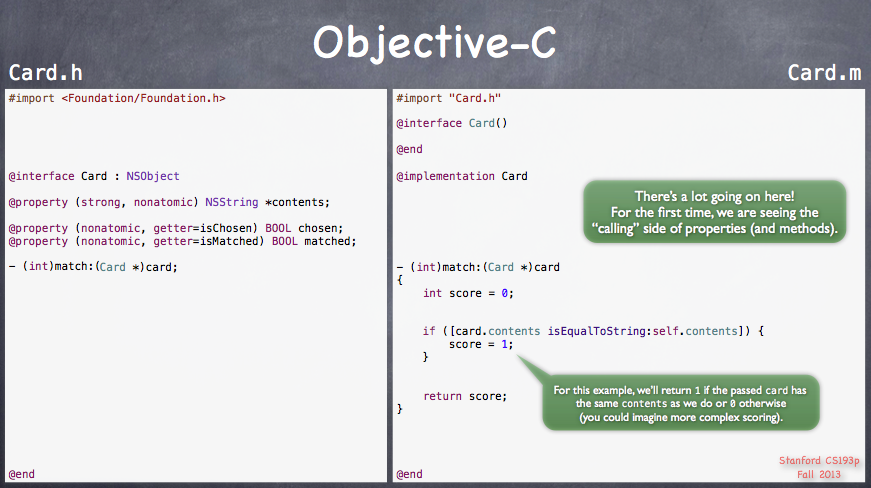 Objective-C
Card.h
#import <Foundation/Foundation.h>
@interface Card : NSObject
@property (strong, nonatomic) NSString *contents;
@property (nonatomic, getter=isChosen) BOOL chosen;
@property (nonatomic, getter=isMatched) BOOL matched;
- (int)match:(Card *)card;
@end
Card.m
#import "Card.h"
@interface Card()
@end
@implementation Card
There's a lot going on here!
For the first time, we are seeing the
"calling" side of properties (and methods).
- (int)match:(Card *)card
{
int score = 0;
if ([card.contents isEqualToString:self.contents]) {
score = 1;
}
For this example, we'll return 1 if the passed card has
the same contents as we do or 0 otherwise
(you could imagine more complex scoring).
return score;
}
@end
Stanford CS193p
Fall 2013